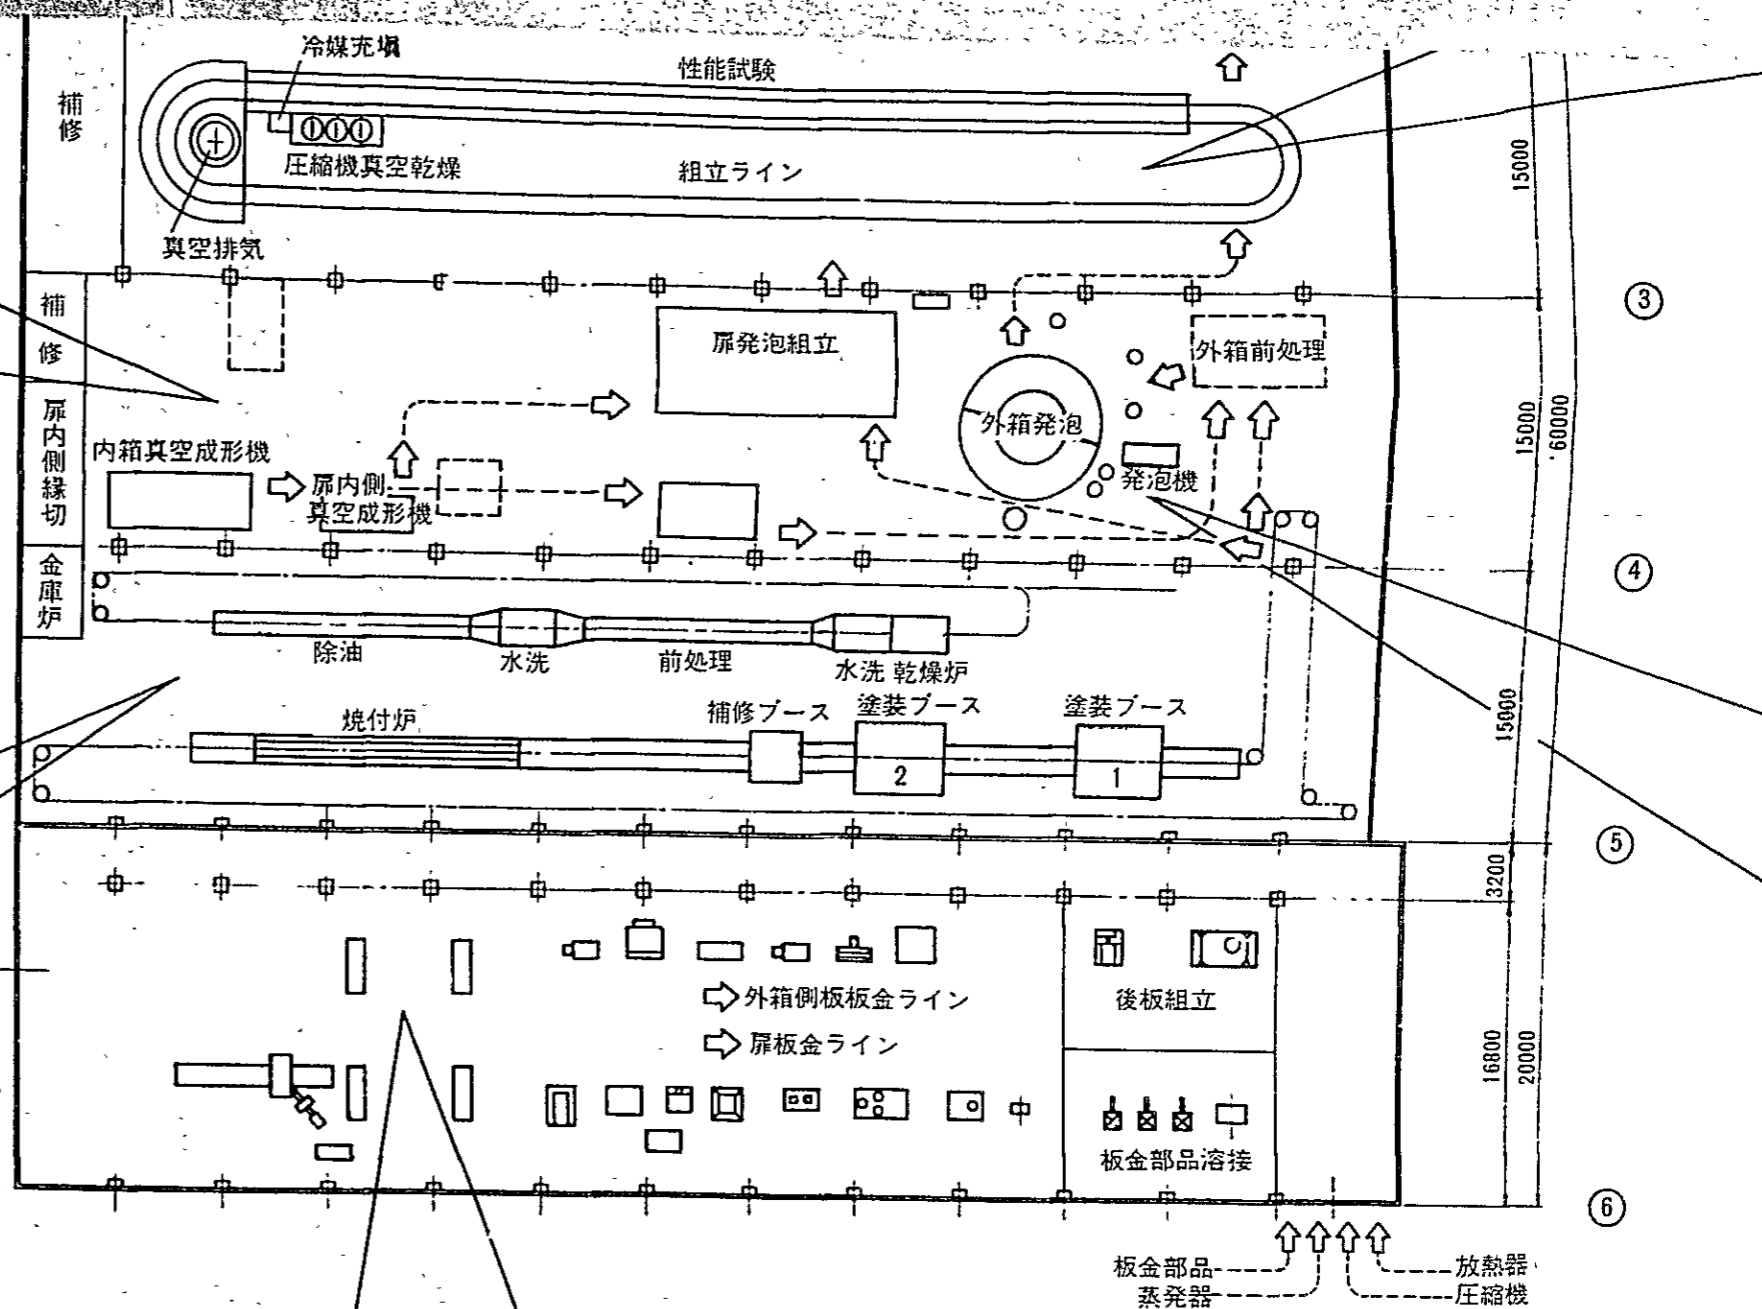 冷媒充塡
性能試験
補修
圧縮機真空乾燥
組立ライン
真空排気
15000
補修
扉発泡組立
外箱前処理
③
扉内側縁切
外箱発泡
15000
60000
内箱真空成形機
扉内側
真空成形機
発泡機
金庫炉
④
除油
水洗
前処理
水洗 乾燥炉
焼付炉
補修ブース
塗装ブース
塗装ブース
15000
2
1
⑤
3200
外箱側板板金ライン
後板組立
扉板金ライン
16800
20000
板金部品溶接
⑥
板金部品
放熱器
蒸発器
圧縮機